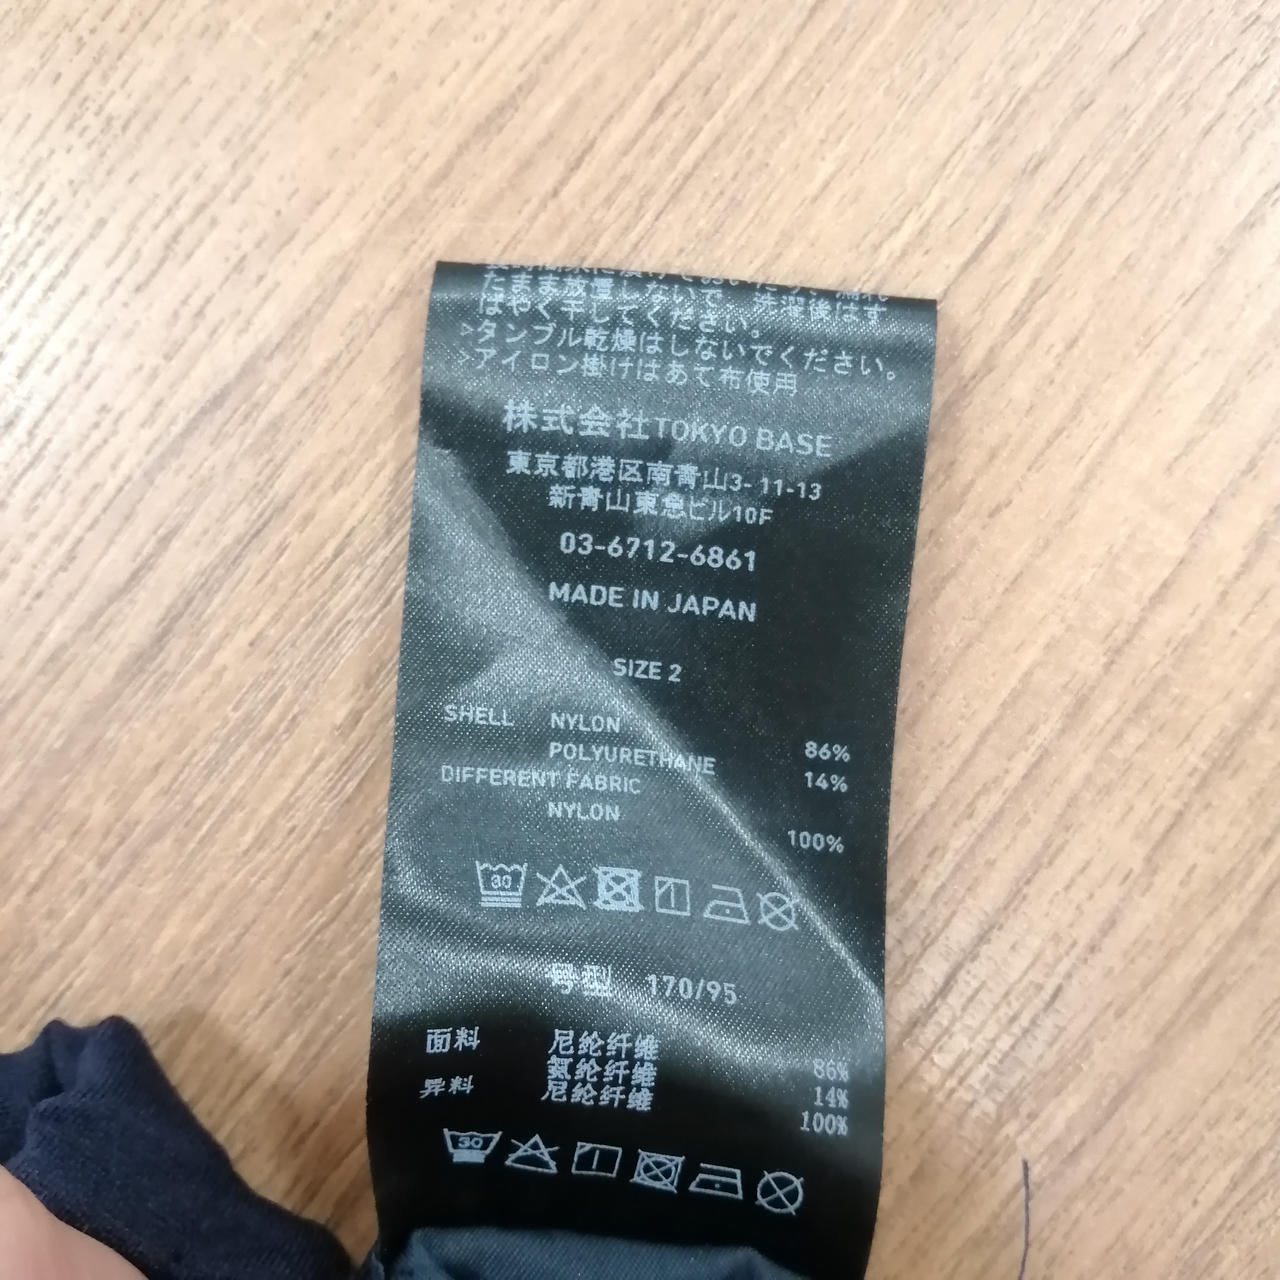 たまま放置しないで、洗濯後はす
ばやく干してください。
>タンブル乾燥はしないでください。
>アイロン掛けはあて布使用
株式会社TOKYO BASE
東京都港区南青山3-11-13
新青山東急ビル10F
03-6712-6861
MADE IN JAPAN
SIZE 2
SHELL NYLON 86%
POLYURETHANE 14%
DIFFERENT FABRIC
NYLON 100%
30
号型 170/95
面料 尼纶纤维 86%
氨纶纤维 14%
异料 尼纶纤维 100%
30